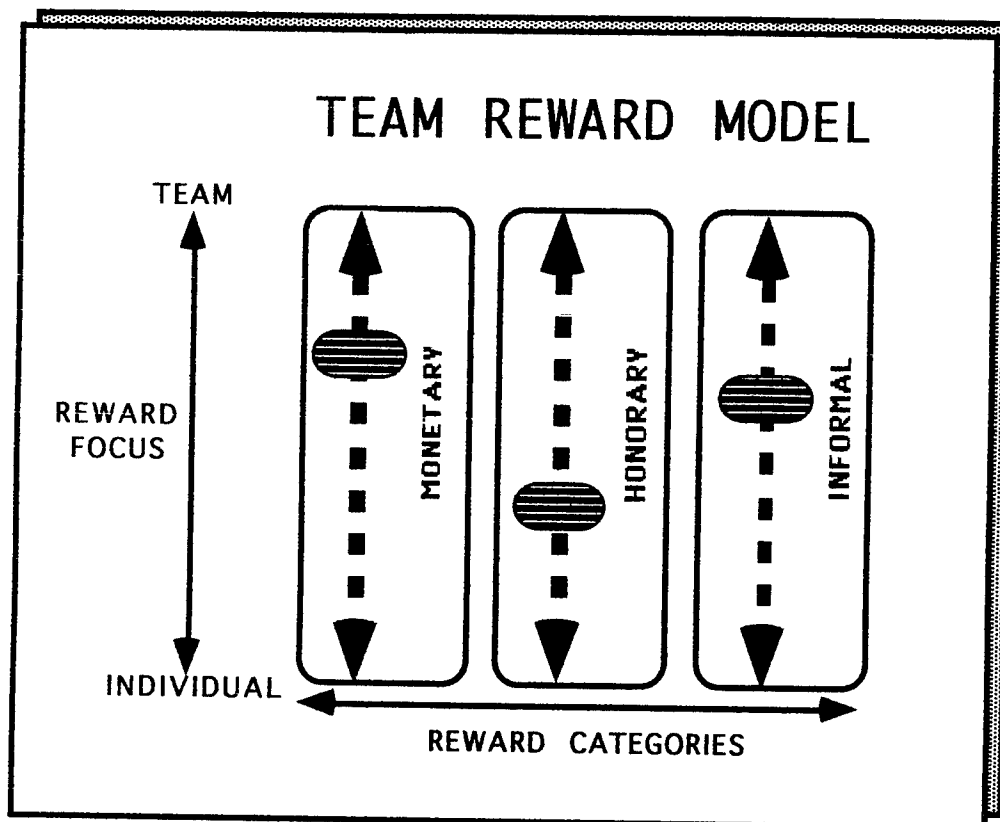 TEAM REWARD MODEL
TEAM
REWARD
FOCUS
INDIVIDUAL
MONETARY
HONORARY
INFORMAL
REWARD CATEGORIES